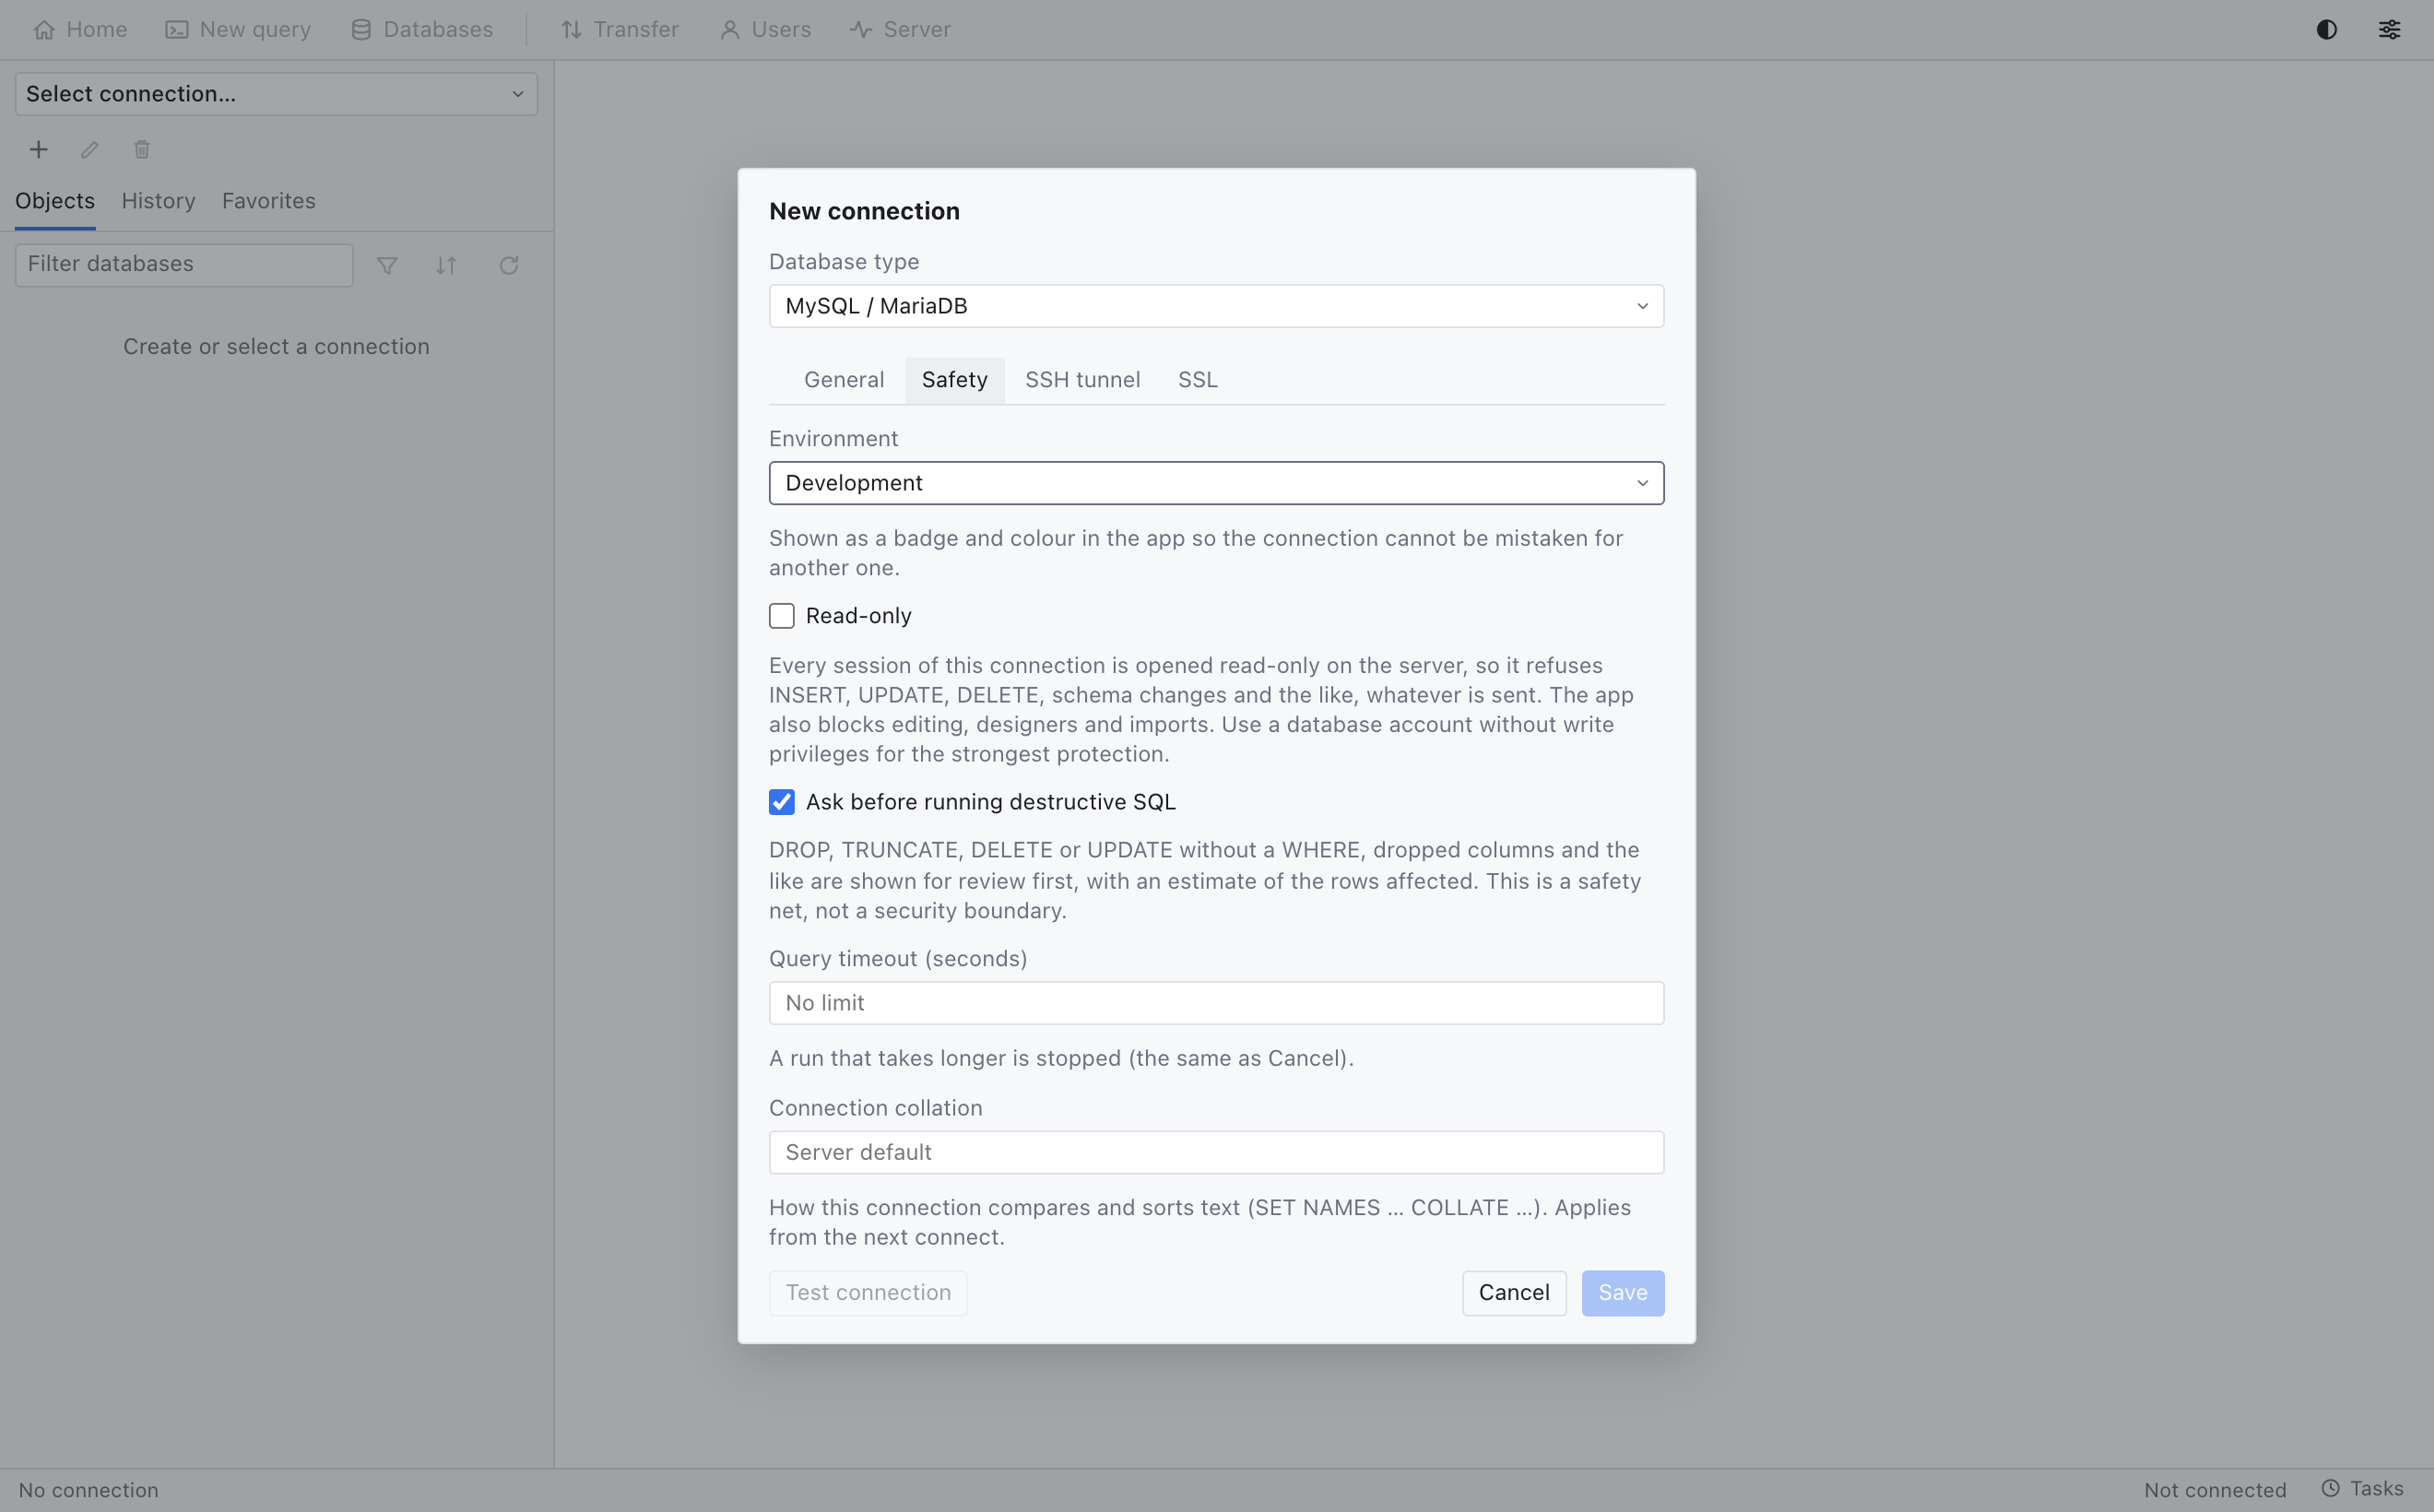 Home
New query
Databases
Transfer
Users
Server
Select connection...
Objects
History
Favorites
Filter databases
Create or select a connection
New connection
Database type
MySQL / MariaDB
General
Safety
SSH tunnel
SSL
Environment
Development
Shown as a badge and colour in the app so the connection cannot be mistaken for
another one.
Read-only
Every session of this connection is opened read-only on the server, so it refuses
INSERT, UPDATE, DELETE, schema changes and the like, whatever is sent. The app
also blocks editing, designers and imports. Use a database account without write
privileges for the strongest protection.
Ask before running destructive SQL
DROP, TRUNCATE, DELETE or UPDATE without a WHERE, dropped columns and the
like are shown for review first, with an estimate of the rows affected. This is a safety
net, not a security boundary.
Query timeout (seconds)
No limit
A run that takes longer is stopped (the same as Cancel).
Connection collation
Server default
How this connection compares and sorts text (SET NAMES ... COLLATE ...). Applies
from the next connect.
Test connection
Cancel
Save
No connection
Not connected
Tasks